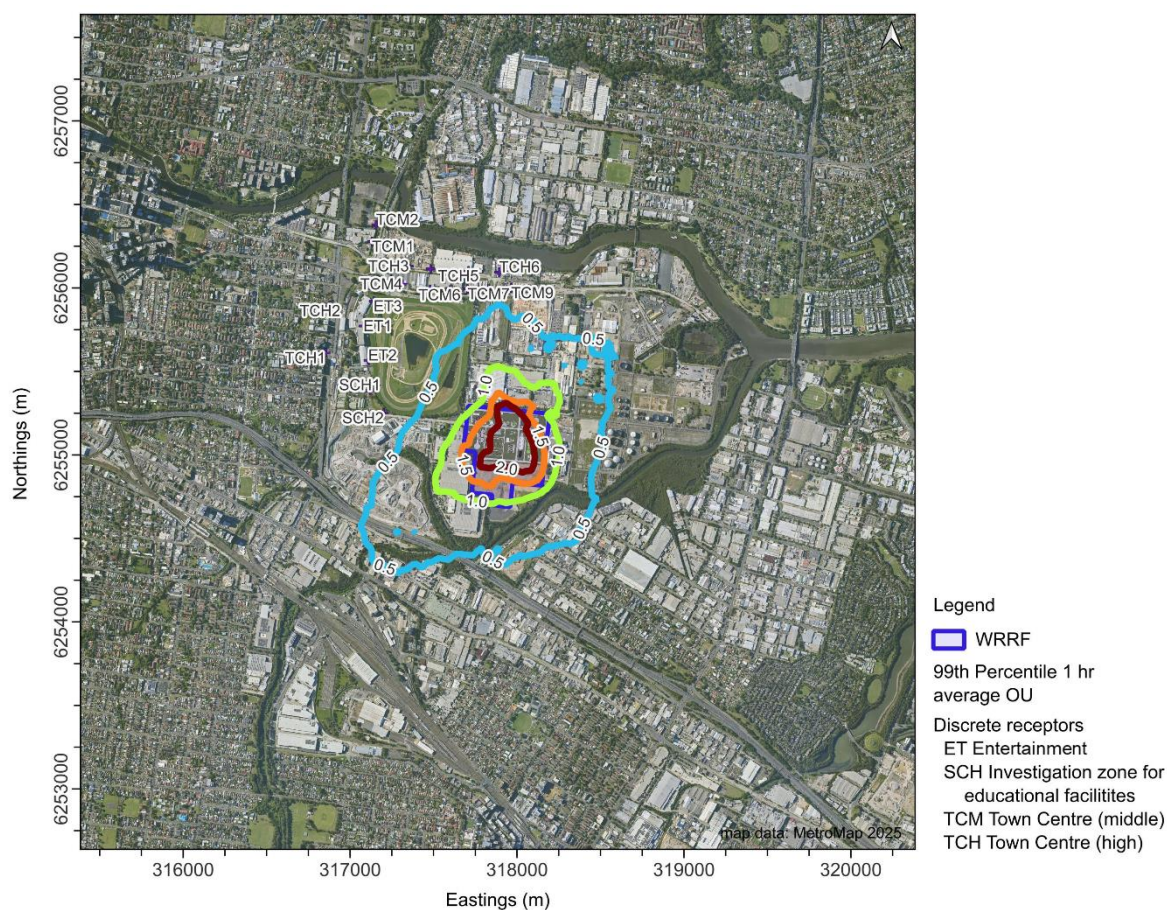 6257000
6256000
6255000
6254000
6253000
Northings (m)
TCM2
TCM1
TCH3
TCH5
TCH6
TCM4
TCM6
TCM7
TCM9
TCH2
ET3
ET1
TCH1
ET2
SCH1
SCH2
0.5
0.5
0.5
1.0
1.5
1.0
0.5
0.5
1.5
2.0
1.0
0.5
0.5
0.5
map data: MetroMap 2025
316000
317000
318000
319000
320000
Eastings (m)
Legend
WRRF
99th Percentile 1 hr
average OU
Discrete receptors
ET Entertainment
SCH Investigation zone for
educational facilitites
TCM Town Centre (middle)
TCH Town Centre (high)